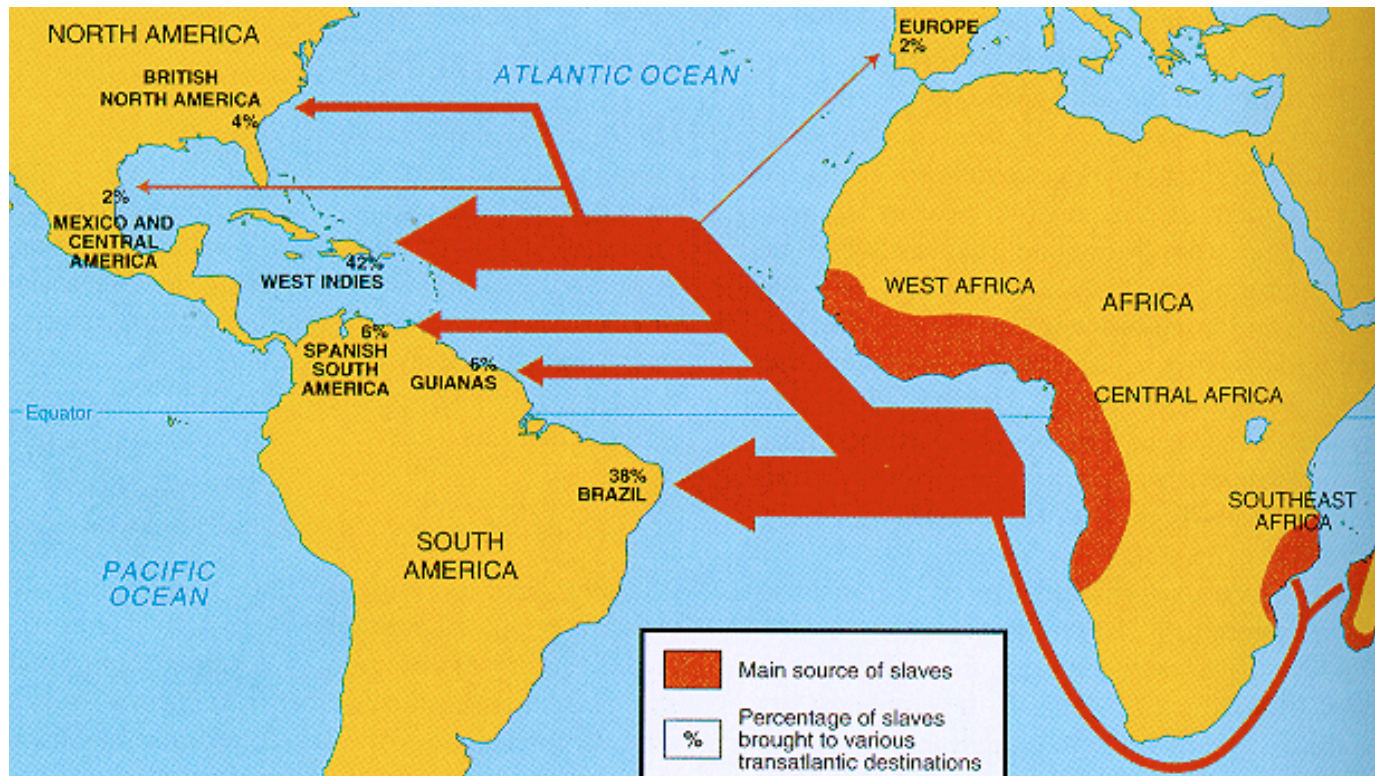 NORTH AMERICA
BRITISH
NORTH AMERICA
4%
ATLANTIC OCEAN
EUROPE
2%
2%
MEXICO AND
CENTRAL
AMERICA
42%
WEST INDIES
6%
SPANISH
SOUTH
AMERICA
6%
GUIANAS
WEST AFRICA
AFRICA
CENTRAL AFRICA
Equator
38%
BRAZIL
SOUTHEAST
AFRICA
SOUTH
AMERICA
PACIFIC
OCEAN
Main source of slaves
%
Percentage of slaves
brought to various
transatlantic destinations